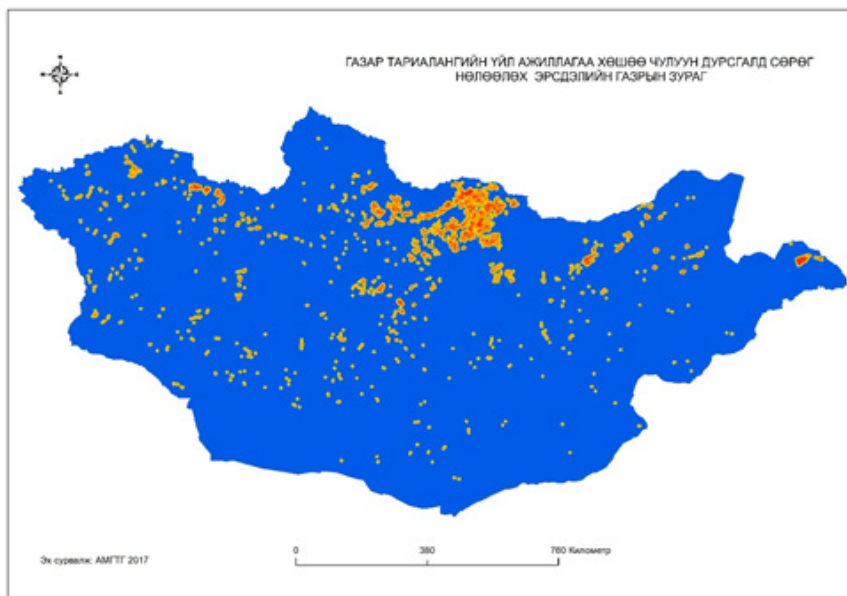 ГАЗАР ТАРИАЛАНГИЙН ҮЙЛ АЖИЛЛАГАА ХӨШӨӨ ЧУЛУУН ДУРСГАЛД СӨРӨГ
НӨЛӨӨЛӨХ ЭРСДЭЛИЙН ГАЗРЫН ЗУРАГ
0 380 760 Километр
Эх сурвалж: АМГТГ 2017